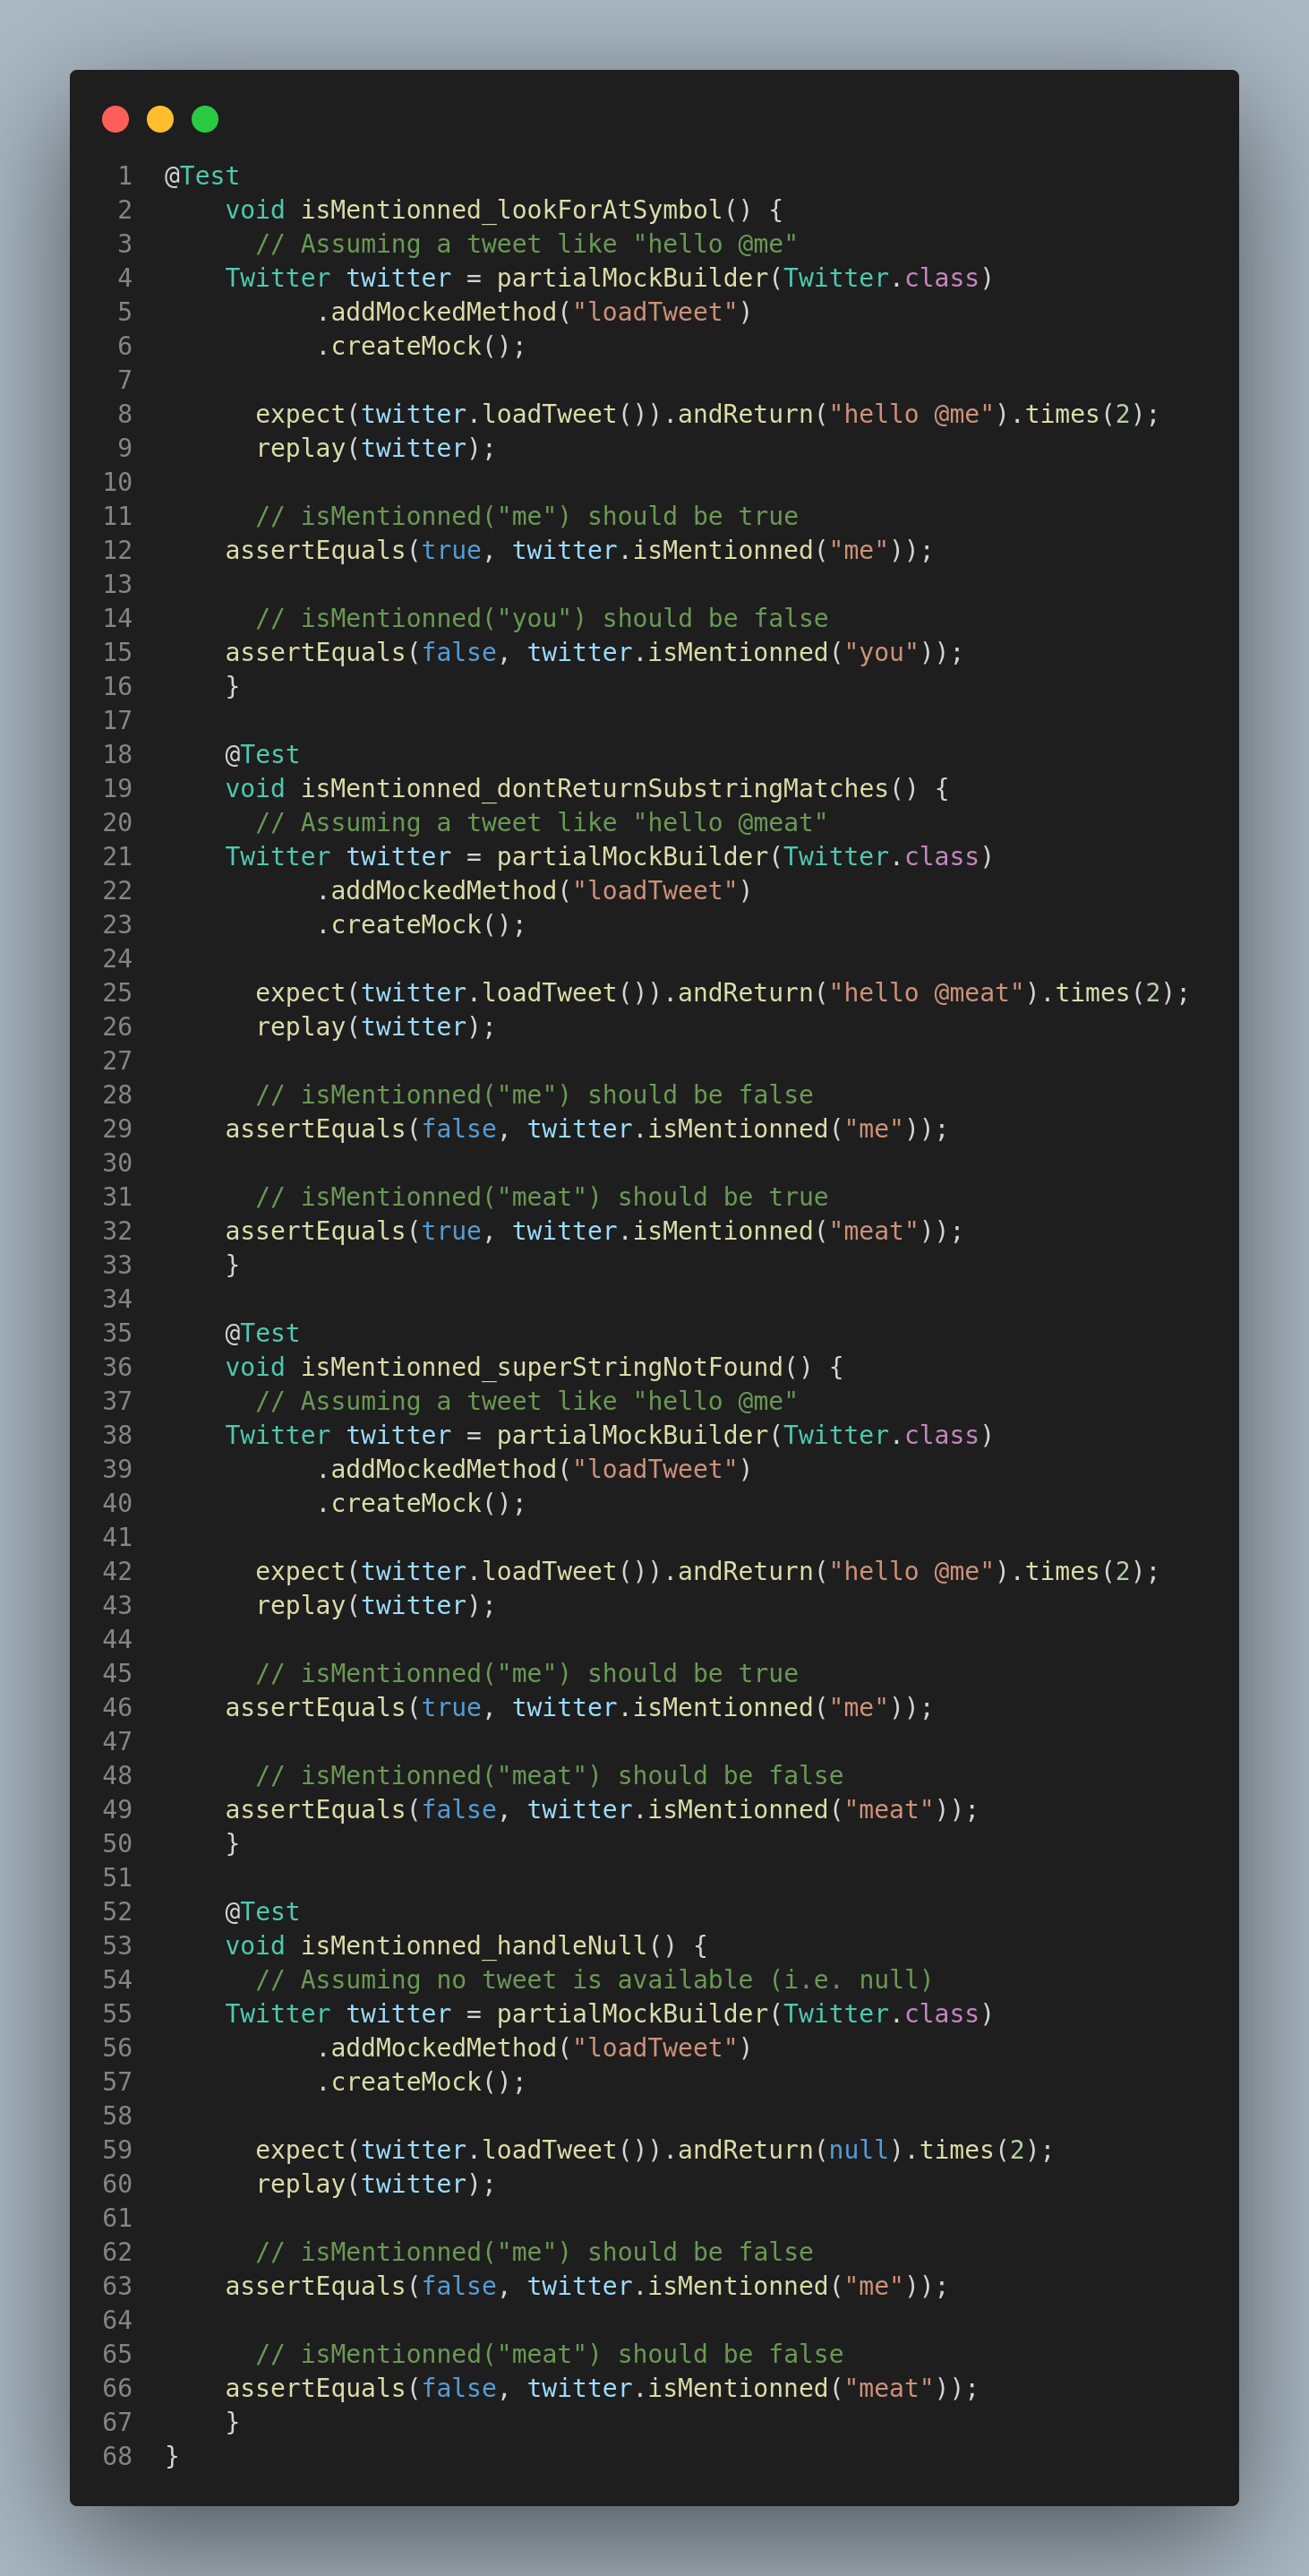 1 @Test
2     void isMentionned_lookForAtSymbol() {
3       // Assuming a tweet like "hello @me"
4     Twitter twitter = partialMockBuilder(Twitter.class)
5           .addMockedMethod("loadTweet")
6           .createMock();
7
8       expect(twitter.loadTweet()).andReturn("hello @me").times(2);
9       replay(twitter);
10
11       // isMentionned("me") should be true
12     assertEquals(true, twitter.isMentionned("me"));
13
14       // isMentionned("you") should be false
15     assertEquals(false, twitter.isMentionned("you"));
16     }
17
18     @Test
19     void isMentionned_dontReturnSubstringMatches() {
20       // Assuming a tweet like "hello @meat"
21     Twitter twitter = partialMockBuilder(Twitter.class)
22           .addMockedMethod("loadTweet")
23           .createMock();
24
25       expect(twitter.loadTweet()).andReturn("hello @meat").times(2);
26       replay(twitter);
27
28       // isMentionned("me") should be false
29     assertEquals(false, twitter.isMentionned("me"));
30
31       // isMentionned("meat") should be true
32     assertEquals(true, twitter.isMentionned("meat"));
33     }
34
35     @Test
36     void isMentionned_superStringNotFound() {
37       // Assuming a tweet like "hello @me"
38     Twitter twitter = partialMockBuilder(Twitter.class)
39           .addMockedMethod("loadTweet")
40           .createMock();
41
42       expect(twitter.loadTweet()).andReturn("hello @me").times(2);
43       replay(twitter);
44
45       // isMentionned("me") should be true
46     assertEquals(true, twitter.isMentionned("me"));
47
48       // isMentionned("meat") should be false
49     assertEquals(false, twitter.isMentionned("meat"));
50     }
51
52     @Test
53     void isMentionned_handleNull() {
54       // Assuming no tweet is available (i.e. null)
55     Twitter twitter = partialMockBuilder(Twitter.class)
56           .addMockedMethod("loadTweet")
57           .createMock();
58
59       expect(twitter.loadTweet()).andReturn(null).times(2);
60       replay(twitter);
61
62       // isMentionned("me") should be false
63     assertEquals(false, twitter.isMentionned("me"));
64
65       // isMentionned("meat") should be false
66     assertEquals(false, twitter.isMentionned("meat"));
67     }
68 }